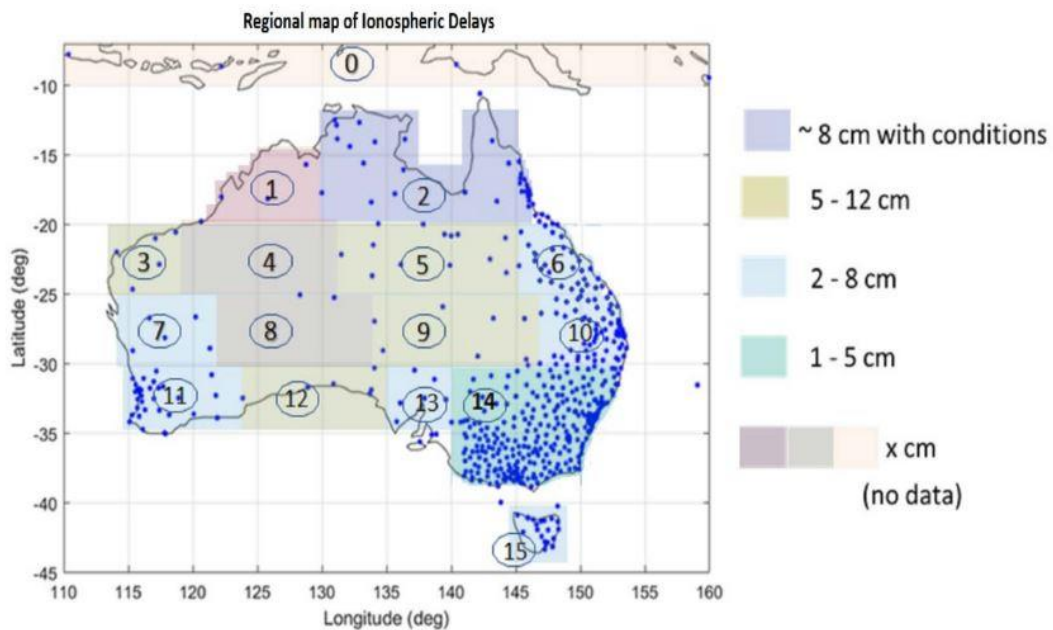 Regional map of Ionospheric Delays
0
-10
~ 8 cm with conditions
-15
1
2
5 - 12 cm
-20
3
4
5
6
2 - 8 cm
-25
7
8
9
10
1 - 5 cm
-30
11
12
13
14
-35
x cm
(no data)
-40
15
-45
110 115 120 125 130 135 140 145 150 155 160
Latitude (deg)
Longitude (deg)